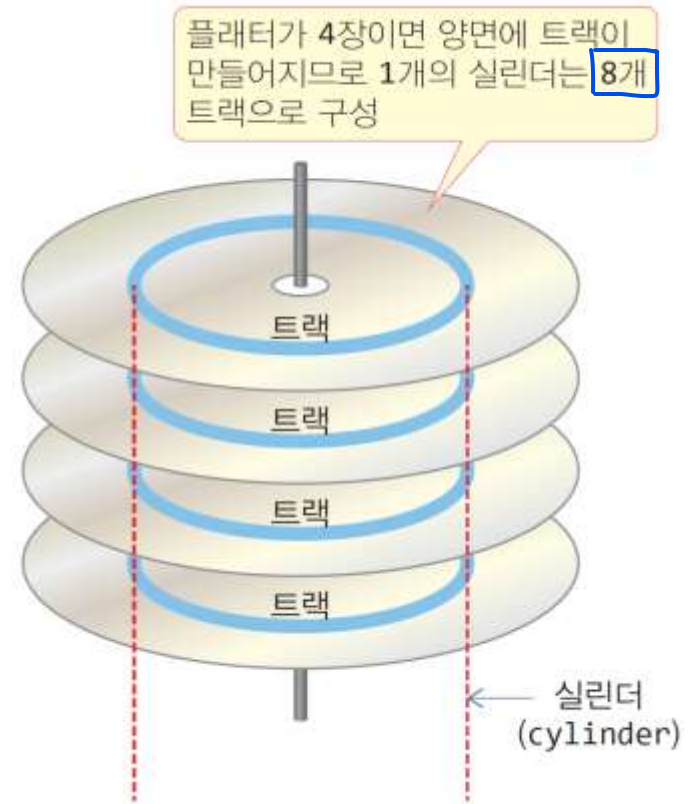 플래터가 4장이면 양면에 트랙이
만들어지므로 1개의 실린더는 8개
트랙으로 구성
트랙
트랙
트랙
트랙
실린더
(cylinder)